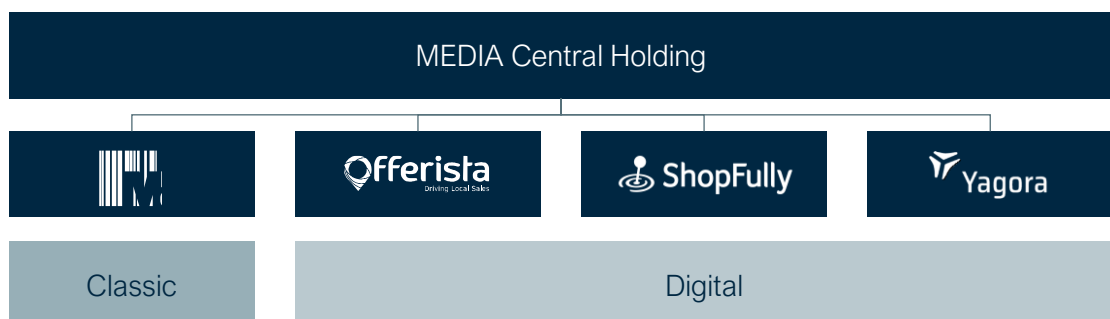 MEDIA Central Holding
M
Offerista
Driving Local Sales
ShopFully
Yagora
Classic
Digital